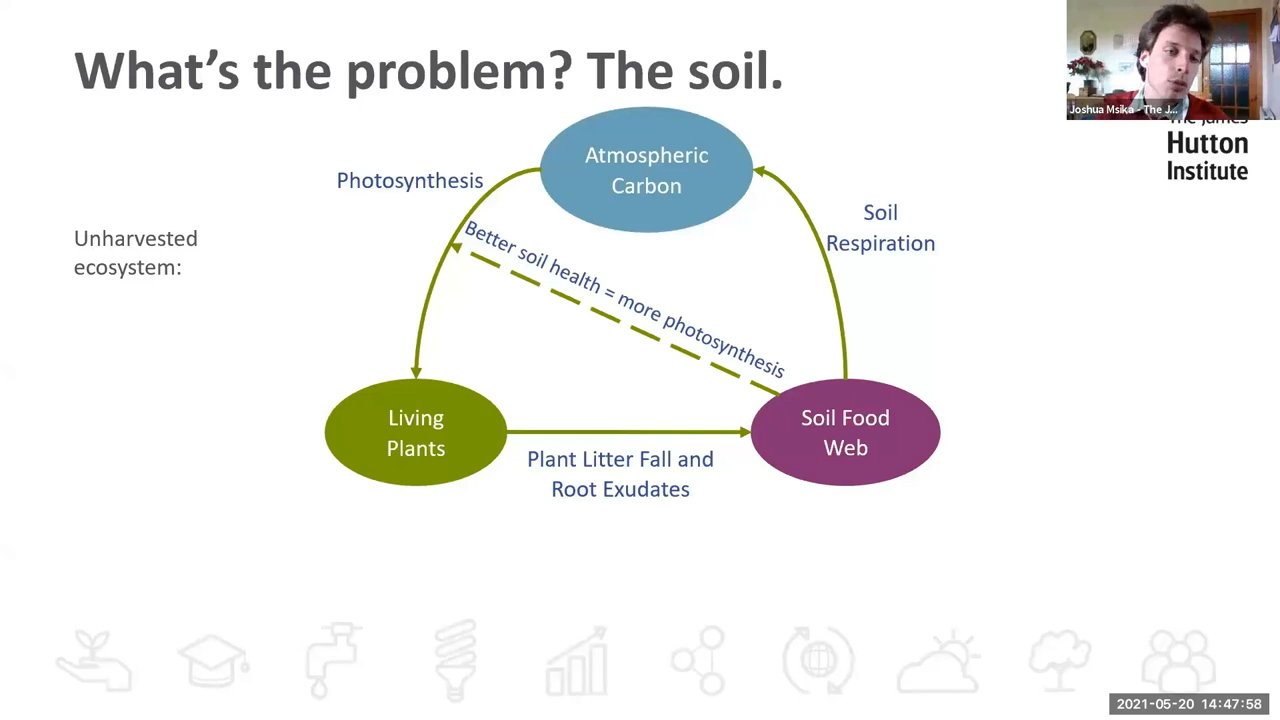 What's the problem? The soil.
Joshua Msika - The J...
The James
Hutton
Institute
Atmospheric
Carbon
Photosynthesis
Soil
Respiration
Unharvested
ecosystem:
Better soil health = more photosynthesis
Living
Plants
Soil Food
Web
Plant Litter Fall and
Root Exudates
2021-05-20 14:47:58